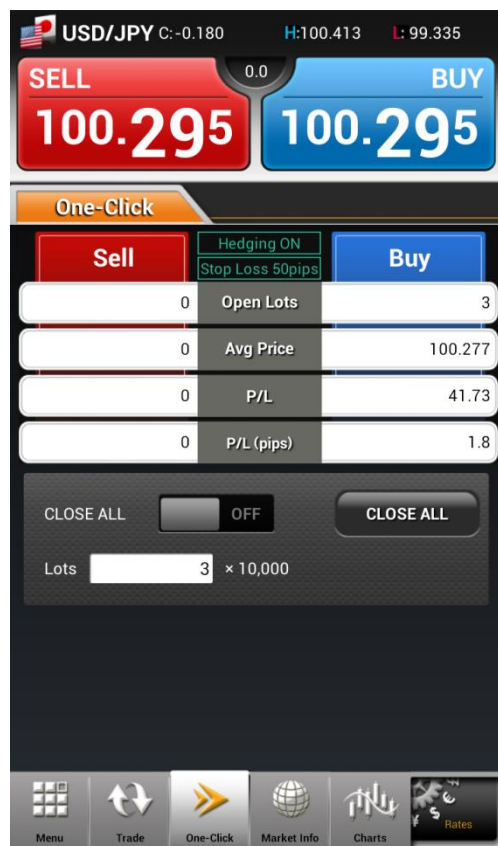 USD/JPY C:-0.180 H:100.413 L: 99.335
SELL 0.0 BUY
100.295 100.295
One-Click
Sell Hedging ON Buy
Stop Loss 50pips
0 Open Lots 3
0 Avg Price 100.277
0 P/L 41.73
0 P/L (pips) 1.8
CLOSE ALL OFF CLOSE ALL
Lots 3 × 10,000
¥ $ €
Menu Trade One-Click Market Info Charts Rates